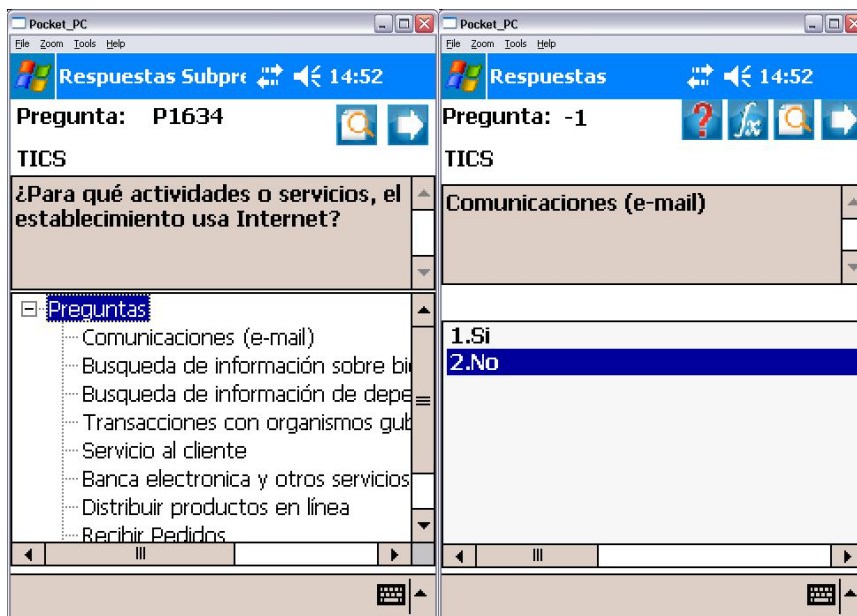 Pocket_PC
File Zoom Tools Help
Respuestas Subpre 14:52
Pregunta: P1634
TICS
¿Para qué actividades o servicios, el
establecimiento usa Internet?
Preguntas
Comunicaciones (e-mail)
Busqueda de información sobre bi
Busqueda de información de depe
Transacciones con organismos gub
Servicio al cliente
Banca electronica y otros servicios
Distribuir productos en línea
Recibir Pedidos
Pocket_PC
File Zoom Tools Help
Respuestas 14:52
Pregunta: -1
TICS
Comunicaciones (e-mail)
1.Si
2.No